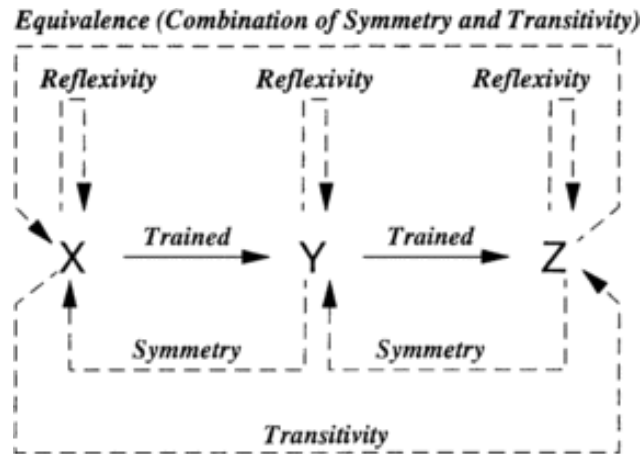 Equivalence (Combination of Symmetry and Transitivity)
Reflexivity Reflexivity Reflexivity
Trained Trained
X Y Z
Symmetry Symmetry
Transitivity